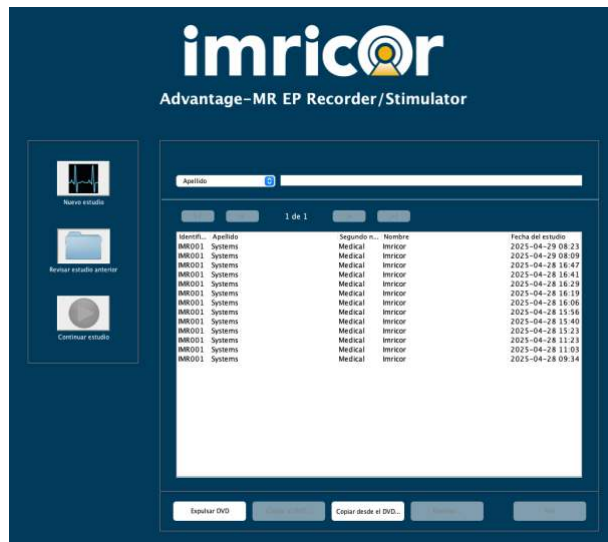 imricor
Advantage-MR EP Recorder/Stimulator
Nuevo estudio
Revisar estudio anterior
Continuar estudio
Apellido
1 de 1
Identifi... Apellido Segundo n... Nombre Fecha del estudio
IMR001 Systems Medical Imricor 2025-04-29 08:23
IMR001 Systems Medical Imricor 2025-04-29 08:09
IMR001 Systems Medical Imricor 2025-04-28 16:47
IMR001 Systems Medical Imricor 2025-04-28 16:41
IMR001 Systems Medical Imricor 2025-04-28 16:29
IMR001 Systems Medical Imricor 2025-04-28 16:19
IMR001 Systems Medical Imricor 2025-04-28 16:06
IMR001 Systems Medical Imricor 2025-04-28 15:56
IMR001 Systems Medical Imricor 2025-04-28 15:40
IMR001 Systems Medical Imricor 2025-04-28 15:23
IMR001 Systems Medical Imricor 2025-04-28 11:23
IMR001 Systems Medical Imricor 2025-04-28 11:03
IMR001 Systems Medical Imricor 2025-04-28 09:34
Expulsar DVD Copiar desde el DVD...